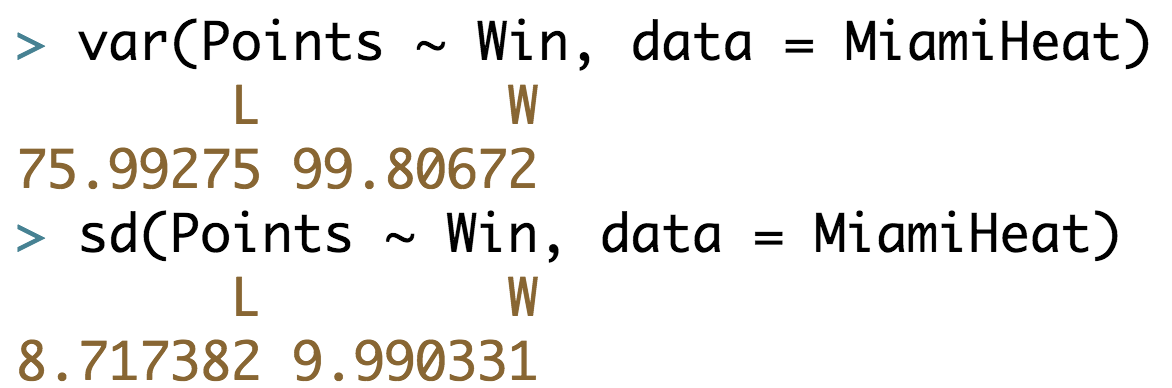 > var(Points ~ Win, data = MiamiHeat)
L W
75.99275 99.80672
> sd(Points ~ Win, data = MiamiHeat)
L W
8.717382 9.990331